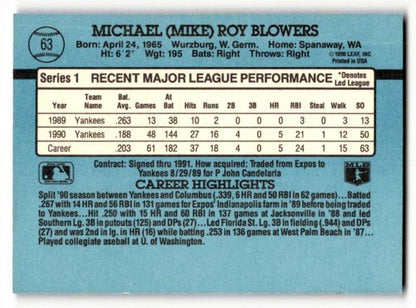 63
MICHAEL (MIKE) ROY BLOWERS
Born: April 24, 1965 Wurzburg, W. Germ. Home: Spanaway, WA
Ht: 6'2" Wgt: 195 Bats: Right Throws: Right
© 1990 LEAF, INC
Printed in USA
Series 1 RECENT MAJOR LEAGUE PERFORMANCE *Denotes Led League
Year Team Name Bat. Avg. Games At Bat Hits Runs 2B 3B HR RBI Steal Walk SO
1989 Yankees .263 13 38 10 2 0 0 0 3 0 3 13
1990 Yankees .188 48 144 27 16 4 0 5 21 1 12 50
Career .203 61 182 37 18 4 0 5 24 1 15 63
Contract: Signed thru 1991. How acquired: Traded from Expos to
Yankees 8/29/89 for P John Candelaria
CAREER HIGHLIGHTS
Split '90 season between Yankees and Columbus (.339, 6 HR and 50 RBI in 62 games)...Batted
.267 with 14 HR and 56 RBI in 131 games for Expos' Indianapolis farm in '89 before being traded
to Yankees...Hit .250 with 15 HR and 60 RBI in 137 games at Jacksonville in '88 and led
Southern Lg. 3B in putouts (125) and DPs (27)...Led Florida St. Lg. 3B in fielding (.944) and DPs
(27) and was 2nd in lg. in HR (16) while batting .253 in 136 games at West Palm Beach in '87...
Played collegiate baseball at U. of Washington.